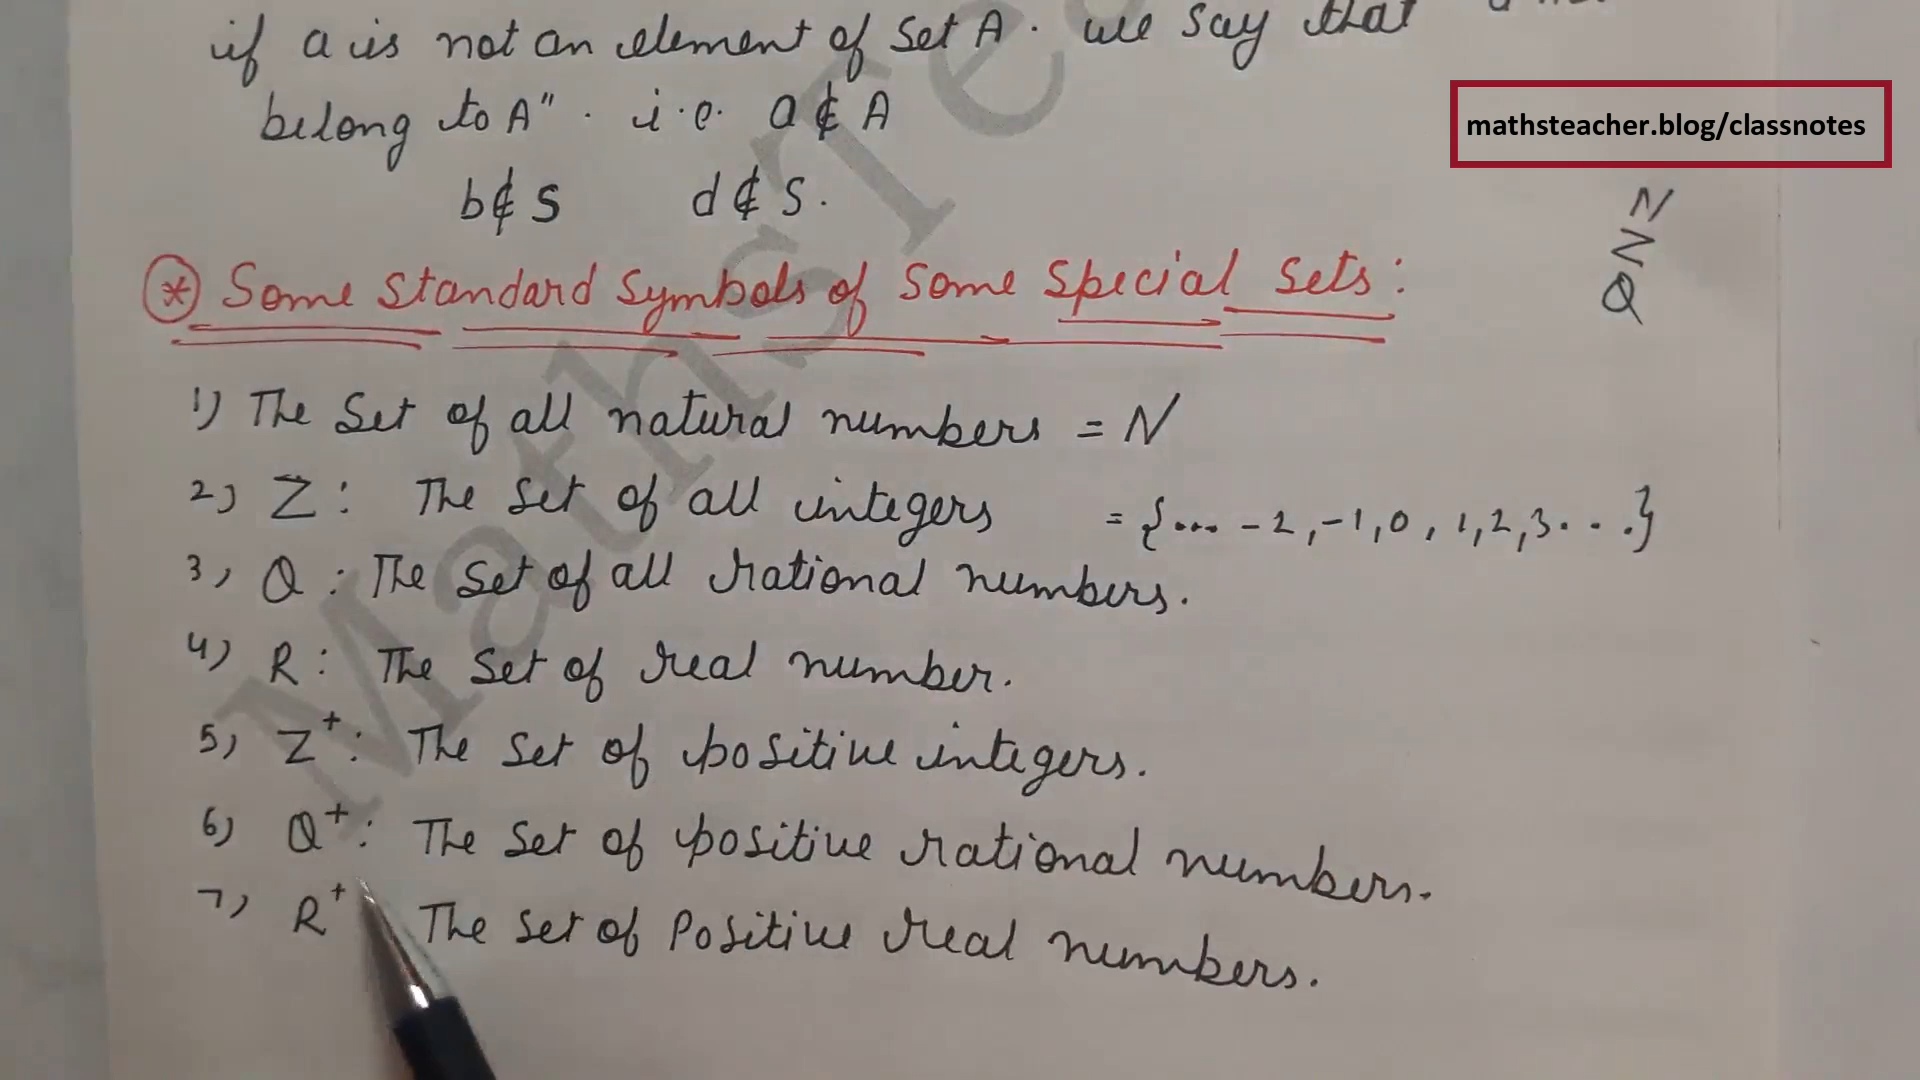 if a is not an element of Set A. we say that
belong to A". i.e. a ∉ A
mathsteacher.blog/classnotes
b ∉ S d ∉ S.
N
Z
Q
* Some Standard Symbols of Some Special Sets:
1) The Set of all natural numbers = N
2) Z: The Set of all integers = {... -2, -1, 0, 1, 2, 3....}
3) Q: The Set of all rational numbers.
4) R: The Set of real number.
5) Z⁺: The Set of positive integers.
6) Q⁺: The Set of positive rational numbers.
7) R⁺ The Set of Positive real numbers.